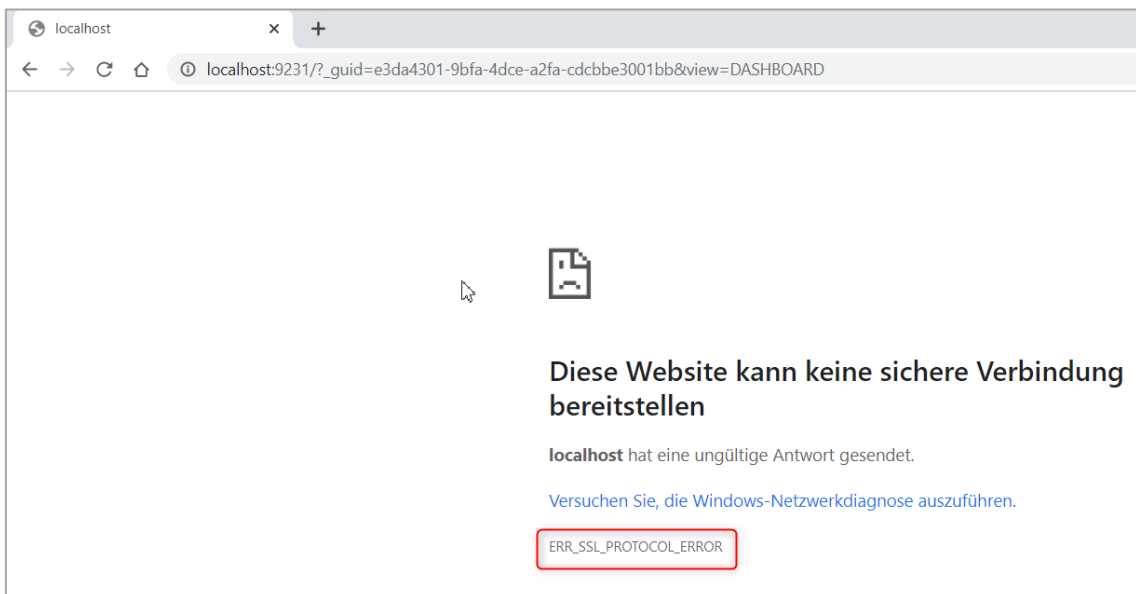 localhost
localhost:9231/?_guid=e3da4301-9bfa-4dce-a2fa-cdcbbe3001bb&view=DASHBOARD
Diese Website kann keine sichere Verbindung
bereitstellen
localhost hat eine ungültige Antwort gesendet.
Versuchen Sie, die Windows-Netzwerkdiagnose auszuführen.
ERR_SSL_PROTOCOL_ERROR